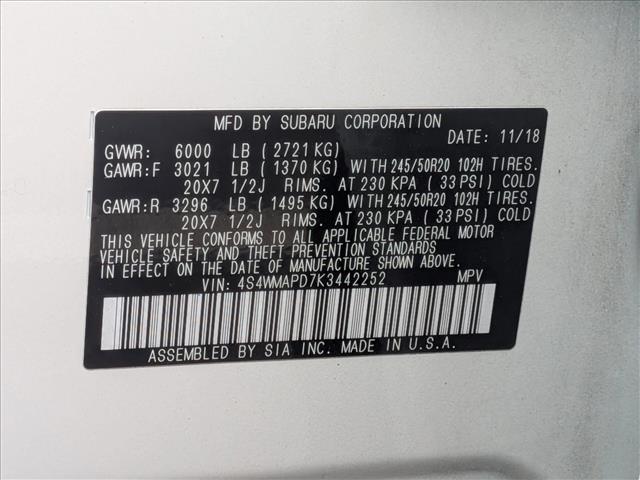 MFD BY SUBARU CORPORATION
DATE: 11/18
GVWR: 6000 LB ( 2721 KG)
GAWR:F 3021 LB ( 1370 KG) WITH 245/50R20 102H TIRES.
20X7 1/2J RIMS. AT 230 KPA ( 33 PSI) COLD
GAWR:R 3296 LB ( 1495 KG) WITH 245/50R20 102H TIRES.
20X7 1/2J RIMS. AT 230 KPA ( 33 PSI) COLD
THIS VEHICLE CONFORMS TO ALL APPLICABLE FEDERAL MOTOR
VEHICLE SAFETY AND THEFT PREVENTION STANDARDS
IN EFFECT ON THE DATE OF MANUFACTURE SHOWN ABOVE.
VIN: 4S4WMAPD7K3442252 MPV
ASSEMBLED BY SIA INC. MADE IN U.S.A.